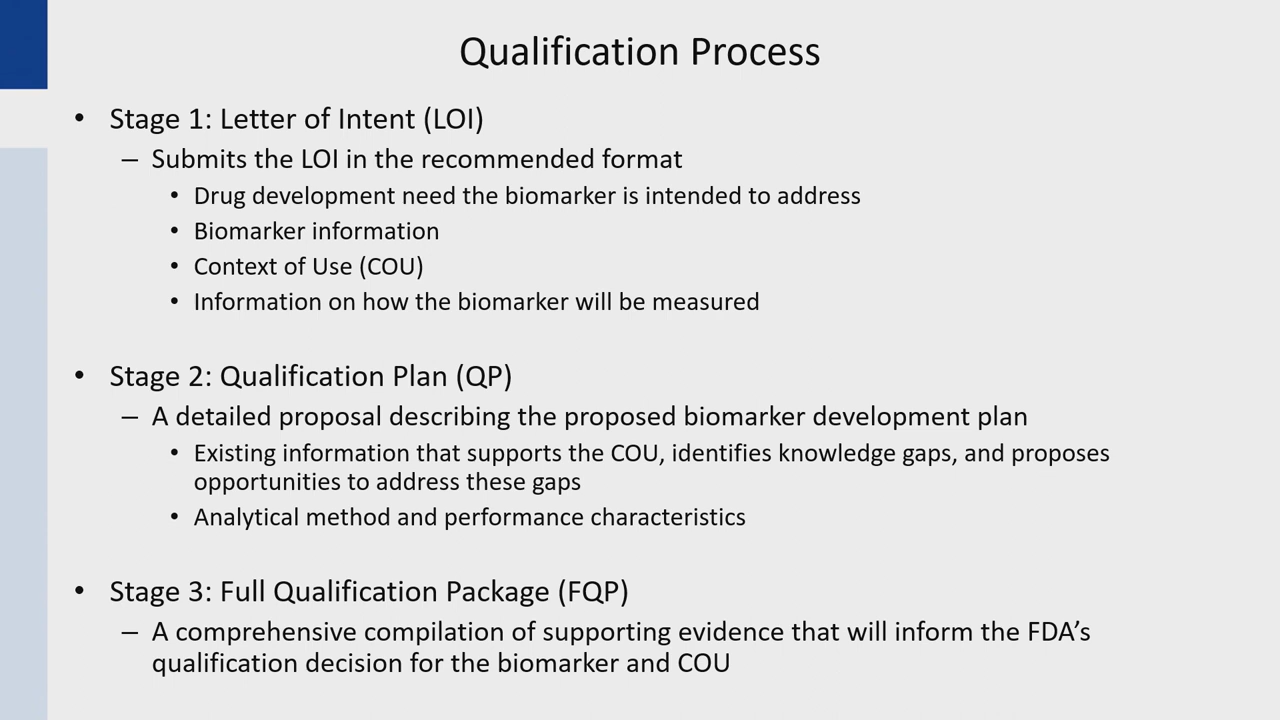 Qualification Process
• Stage 1: Letter of Intent (LOI)
– Submits the LOI in the recommended format
• Drug development need the biomarker is intended to address
• Biomarker information
• Context of Use (COU)
• Information on how the biomarker will be measured
• Stage 2: Qualification Plan (QP)
– A detailed proposal describing the proposed biomarker development plan
• Existing information that supports the COU, identifies knowledge gaps, and proposes
opportunities to address these gaps
• Analytical method and performance characteristics
• Stage 3: Full Qualification Package (FQP)
– A comprehensive compilation of supporting evidence that will inform the FDA’s
qualification decision for the biomarker and COU